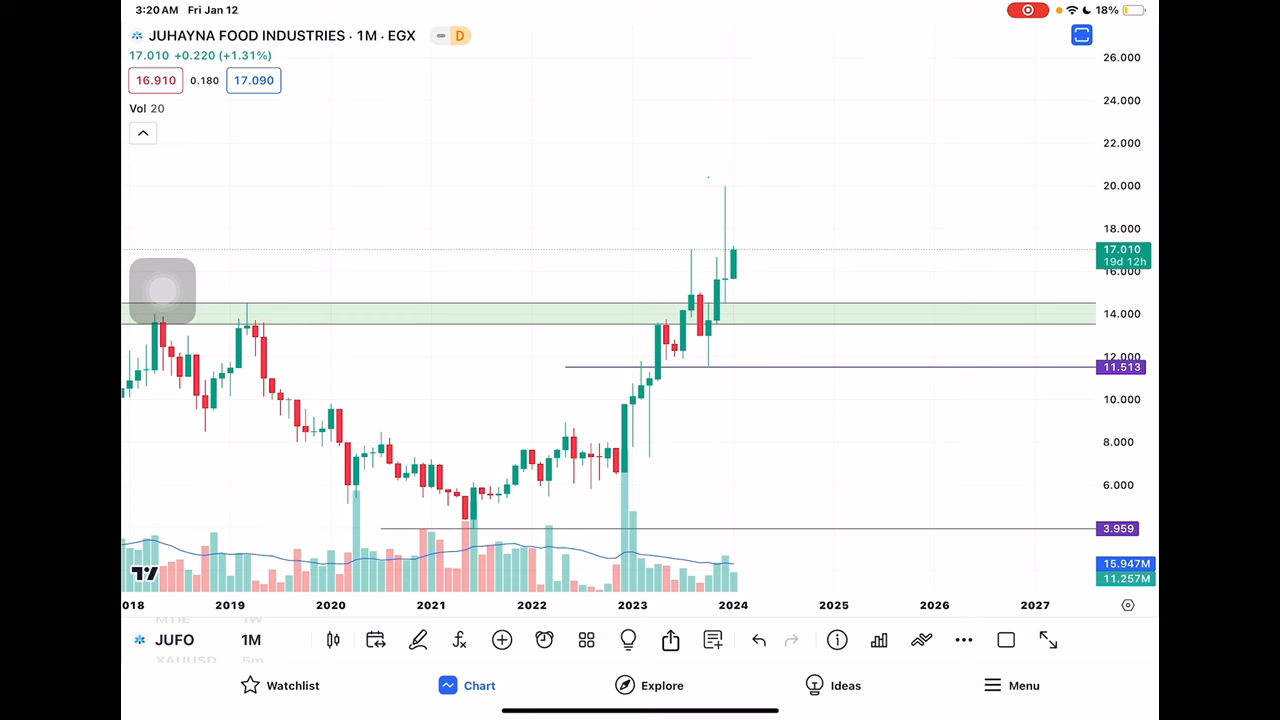 3:20 AM Fri Jan 12
18%
JUHAYNA FOOD INDUSTRIES · 1M · EGX
D
17.010 +0.220 (+1.31%)
16.910 0.180 17.090
Vol 20
26.000
24.000
22.000
20.000
18.000
17.010
19d 12h
16.000
14.000
12.000
11.513
10.000
8.000
6.000
3.959
15.947M
11.257M
018 2019 2020 2021 2022 2023 2024 2025 2026 2027
MTIE 1W
JUFO 1M
XAUUSD 5m
Watchlist Chart Explore Ideas Menu